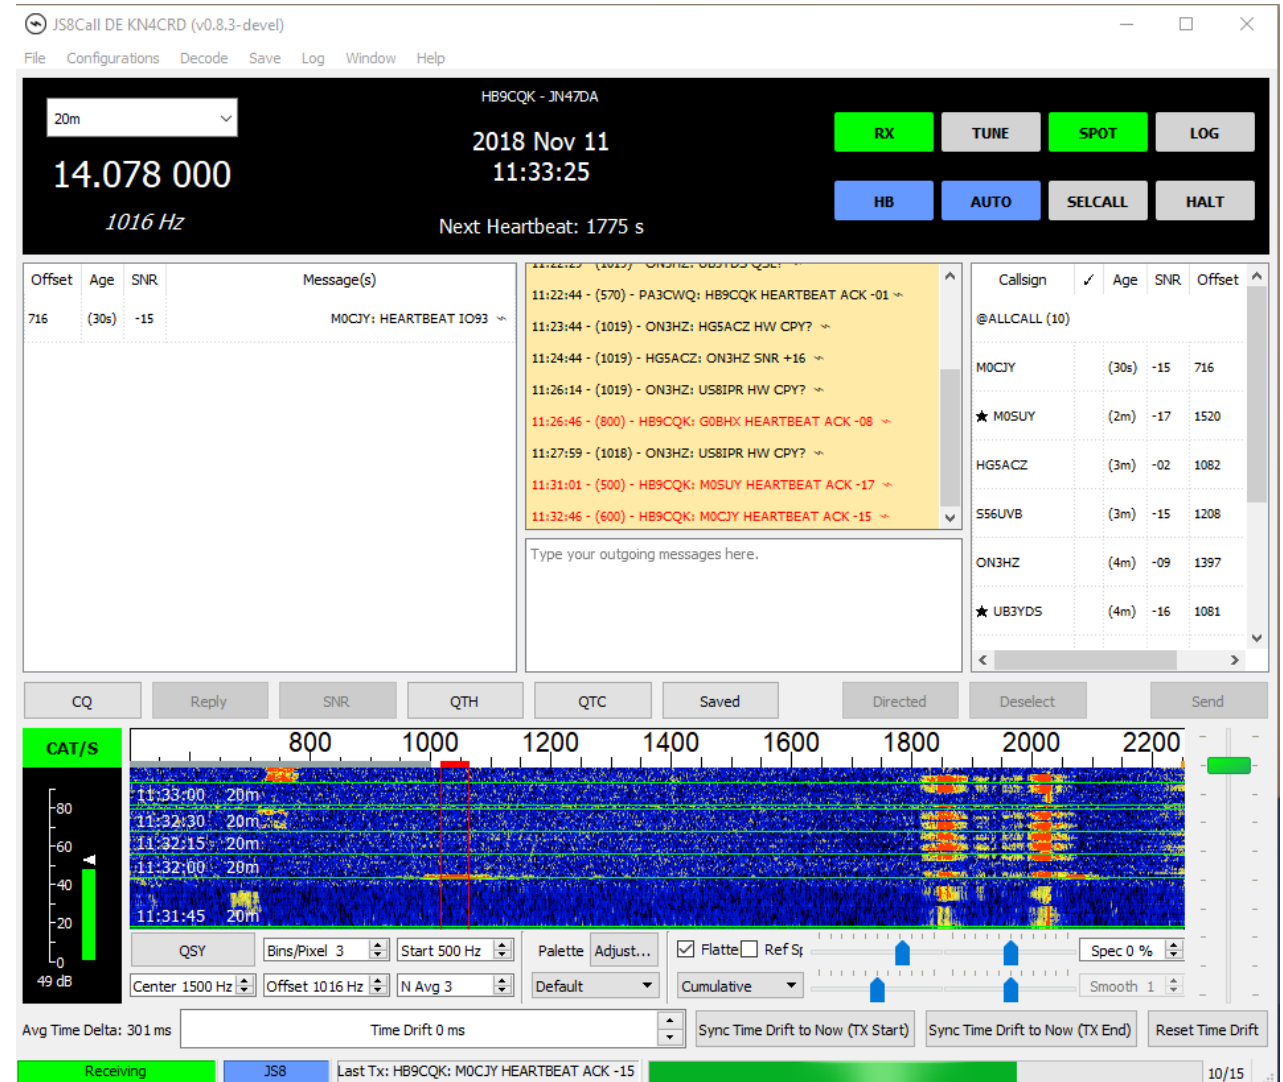 JS8Call DE KN4CRD (v0.8.3-devel)
File Configurations Decode Save Log Window Help
20m
14.078 000
1016 Hz
HB9CQK - JN47DA
2018 Nov 11
11:33:25
Next Heartbeat: 1775 s
RX TUNE SPOT LOG
HB AUTO SELCALL HALT
Offset Age SNR Message(s)
716 (30s) -15 M0CJY: HEARTBEAT IO93
11:22:44 - (570) - PA3CWQ: HB9CQK HEARTBEAT ACK -01
11:23:44 - (1019) - ON3HZ: HG5ACZ HW CPY?
11:24:44 - (1019) - HG5ACZ: ON3HZ SNR +16
11:26:14 - (1019) - ON3HZ: US8IPR HW CPY?
11:26:46 - (800) - HB9CQK: G0BHX HEARTBEAT ACK -08
11:27:59 - (1018) - ON3HZ: US8IPR HW CPY?
11:31:01 - (500) - HB9CQK: M0SUY HEARTBEAT ACK -17
11:32:46 - (600) - HB9CQK: M0CJY HEARTBEAT ACK -15
Type your outgoing messages here.
Callsign ✓ Age SNR Offset
@ALLCALL (10)
M0CJY (30s) -15 716
★ M0SUY (2m) -17 1520
HG5ACZ (3m) -02 1082
S56UVB (3m) -15 1208
ON3HZ (4m) -09 1397
★ UB3YDS (4m) -16 1081
CQ Reply SNR QTH QTC Saved Directed Deselect Send
CAT/S
800 1000 1200 1400 1600 1800 2000 2200
11:33:00 20m
11:32:30 20m
11:32:15 20m
11:32:00 20m
11:31:45 20m
-80
-60
-40
-20
-0
49 dB
QSY Bins/Pixel 3 Start 500 Hz Palette Adjust... Flatte Ref Sp Spec 0 %
Center 1500 Hz Offset 1016 Hz N Avg 3 Default Cumulative Smooth 1
Avg Time Delta: 301 ms Time Drift 0 ms Sync Time Drift to Now (TX Start) Sync Time Drift to Now (TX End) Reset Time Drift
Receiving JS8 Last Tx: HB9CQK: M0CJY HEARTBEAT ACK -15 10/15